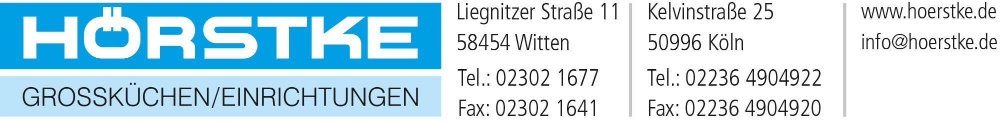 HÖRSTKE
GROSSKÜCHEN/EINRICHTUNGEN
Liegnitzer Straße 11
58454 Witten
Tel.: 02302 1677
Fax: 02302 1641
Kelvinstraße 25
50996 Köln
Tel.: 02236 4904922
Fax: 02236 4904920
www.hoerstke.de
info@hoerstke.de